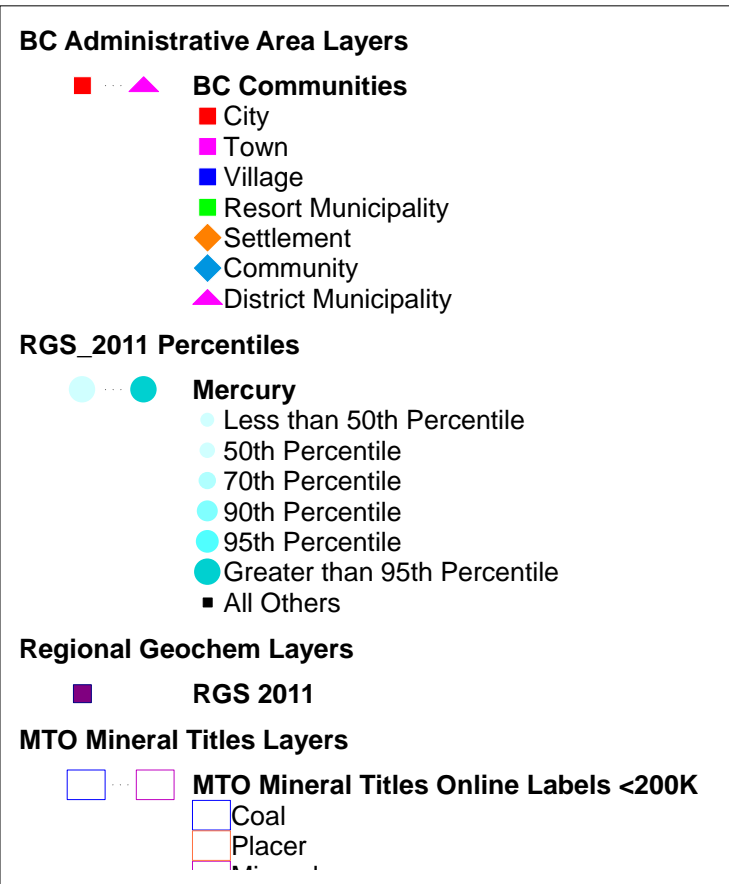 BC Administrative Area Layers
BC Communities
City
Town
Village
Resort Municipality
Settlement
Community
District Municipality
RGS_2011 Percentiles
Mercury
Less than 50th Percentile
50th Percentile
70th Percentile
90th Percentile
95th Percentile
Greater than 95th Percentile
All Others
Regional Geochem Layers
RGS 2011
MTO Mineral Titles Layers
MTO Mineral Titles Online Labels <200K
Coal
Placer